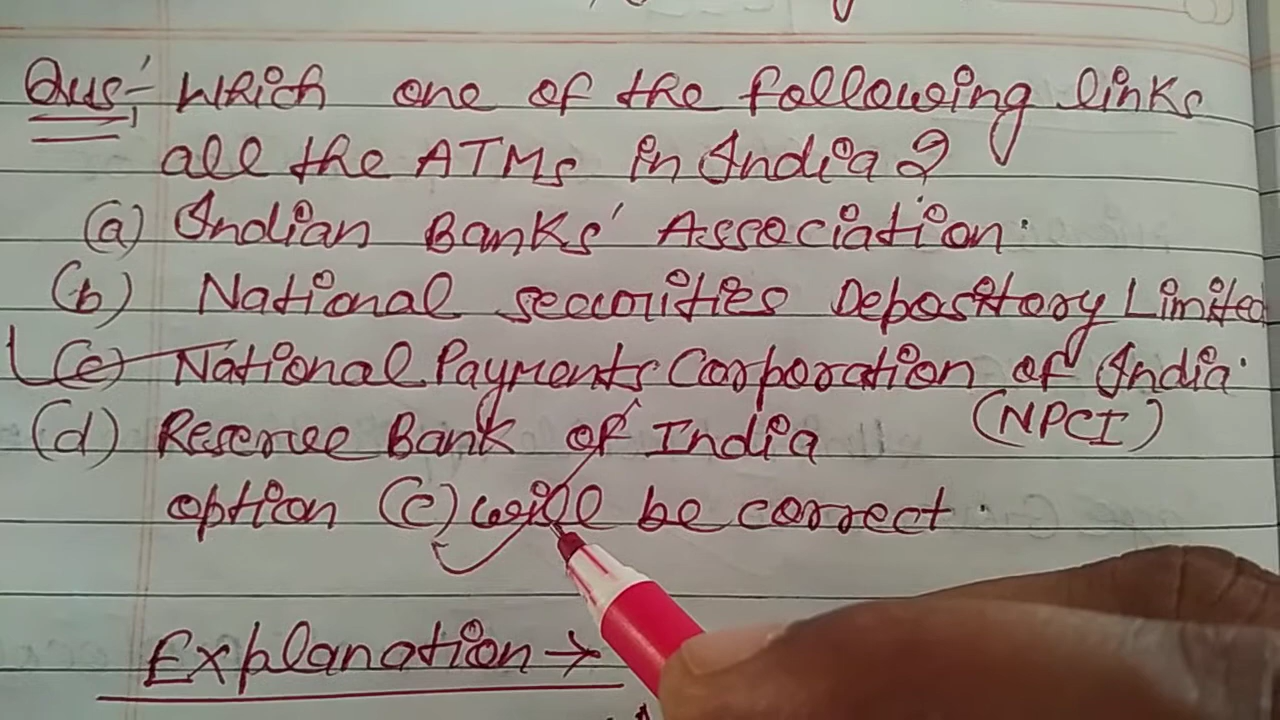 Qus:- Which one of the following links
all the ATMs in India ?
(a) Indian Banks' Association.
(b) National Securities Depository Limited
(c) National Payments Corporation of India.
(NPCI)
(d) Reserve Bank of India
option (c) will be correct.
Explanation →